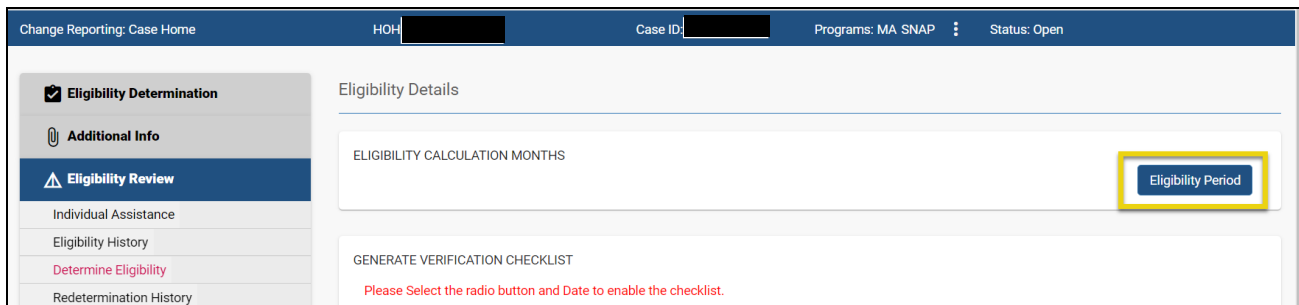 Change Reporting: Case Home HOH Case ID: Programs: MA SNAP Status: Open
Eligibility Determination
Additional Info
Eligibility Review
Individual Assistance
Eligibility History
Determine Eligibility
Redetermination History
Eligibility Details
ELIGIBILITY CALCULATION MONTHS
Eligibility Period
GENERATE VERIFICATION CHECKLIST
Please Select the radio button and Date to enable the checklist.